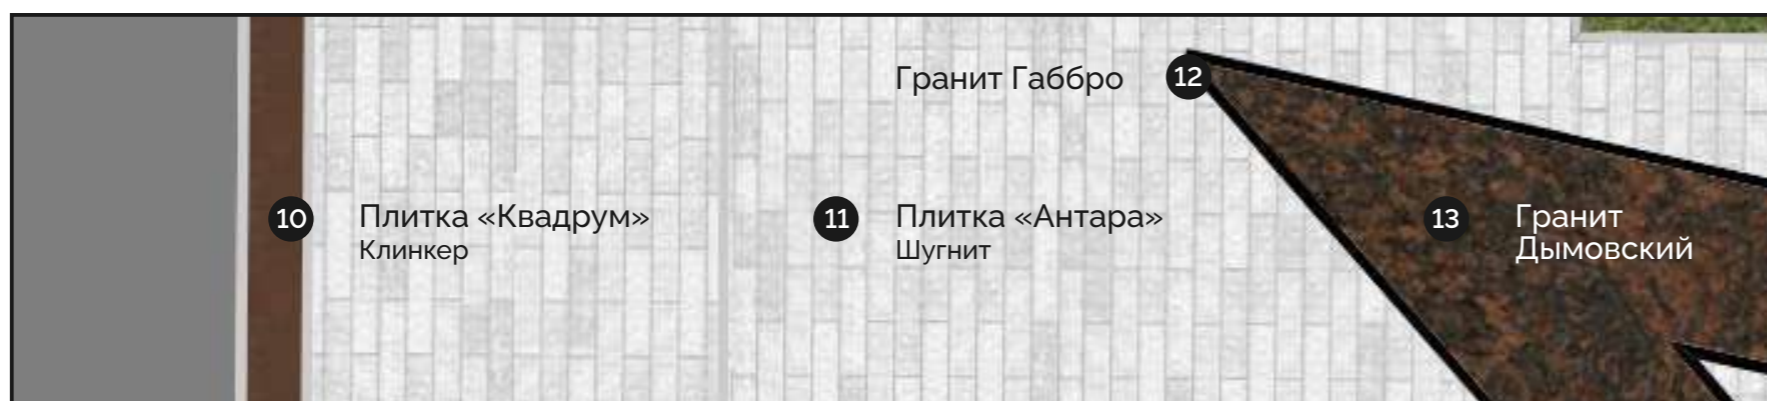 Гранит Габбро 12
10 Плитка «Квадрум»
Клинкер
11 Плитка «Антара»
Шугнит
13 Гранит
Дымовский